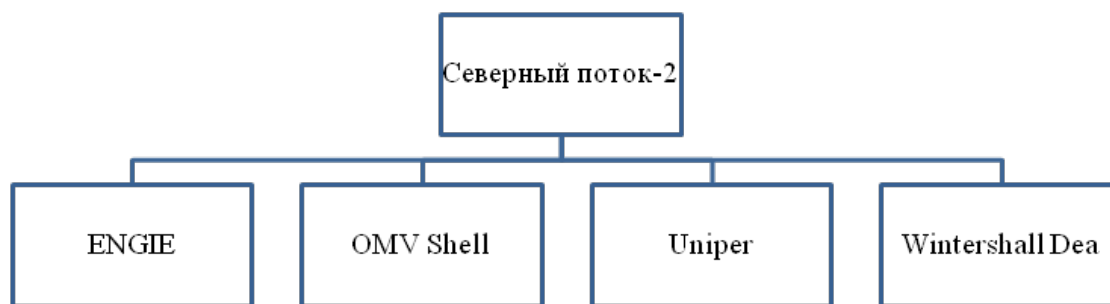 Северный поток-2
ENGIE
OMV Shell
Uniper
Wintershall Dea